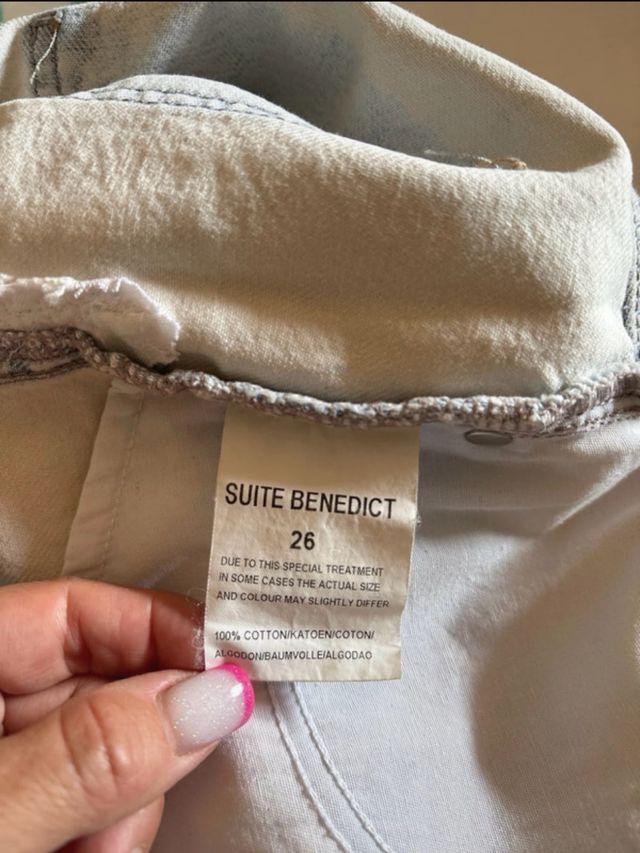 SUITE BENEDICT
26
DUE TO THIS SPECIAL TREATMENT
IN SOME CASES THE ACTUAL SIZE
AND COLOUR MAY SLIGHTLY DIFFER
100% COTTON/KATOEN/COTON/
ALGODON/BAUMVOLLE/ALGODAO